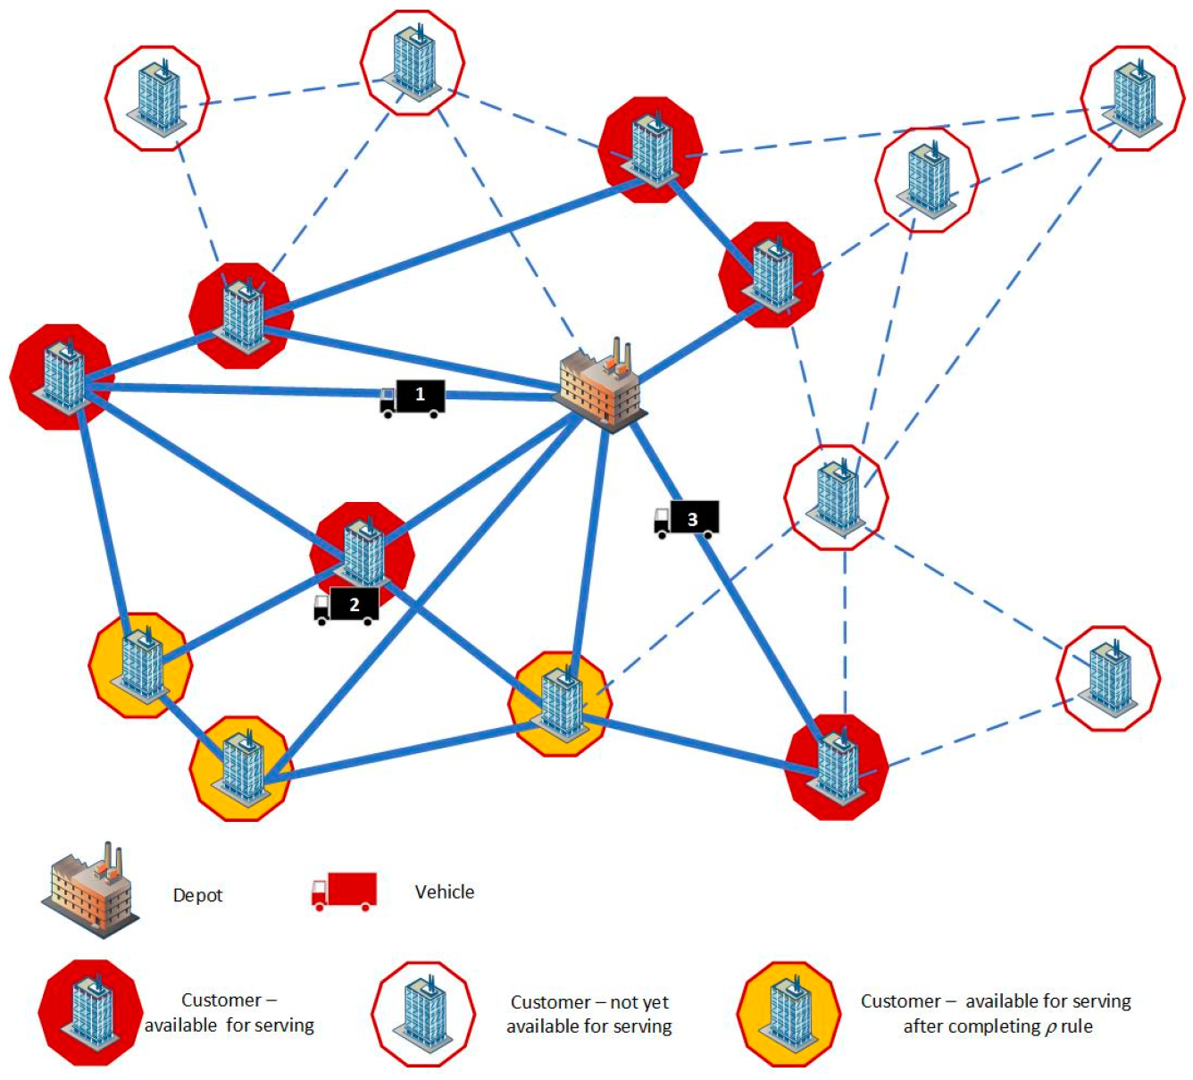 1
3
2
Depot
Vehicle
Customer –
available for serving
Customer – not yet
available for serving
Customer – available for serving
after completing ρ rule